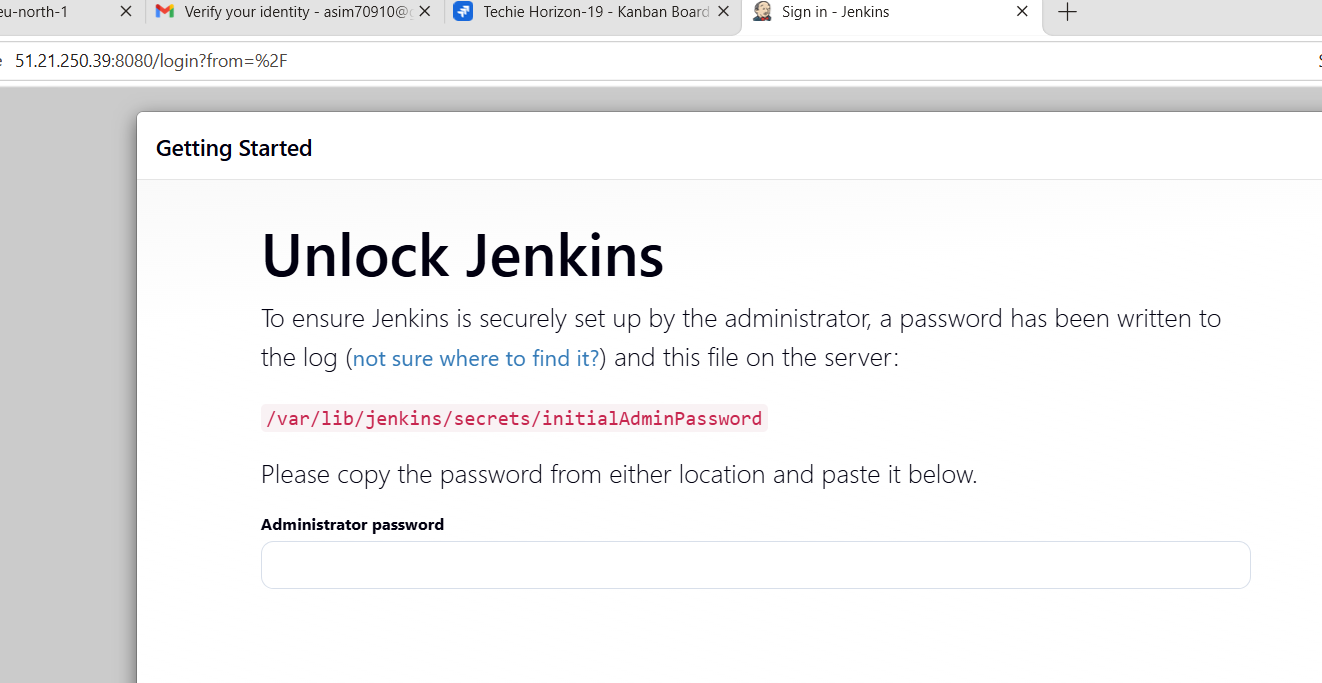 eu-north-1
Verify your identity - asim70910@
Techie Horizon-19 - Kanban Board
Sign in - Jenkins
51.21.250.39:8080/login?from=%2F
Getting Started
Unlock Jenkins
To ensure Jenkins is securely set up by the administrator, a password has been written to
the log (not sure where to find it?) and this file on the server:
/var/lib/jenkins/secrets/initialAdminPassword
Please copy the password from either location and paste it below.
Administrator password